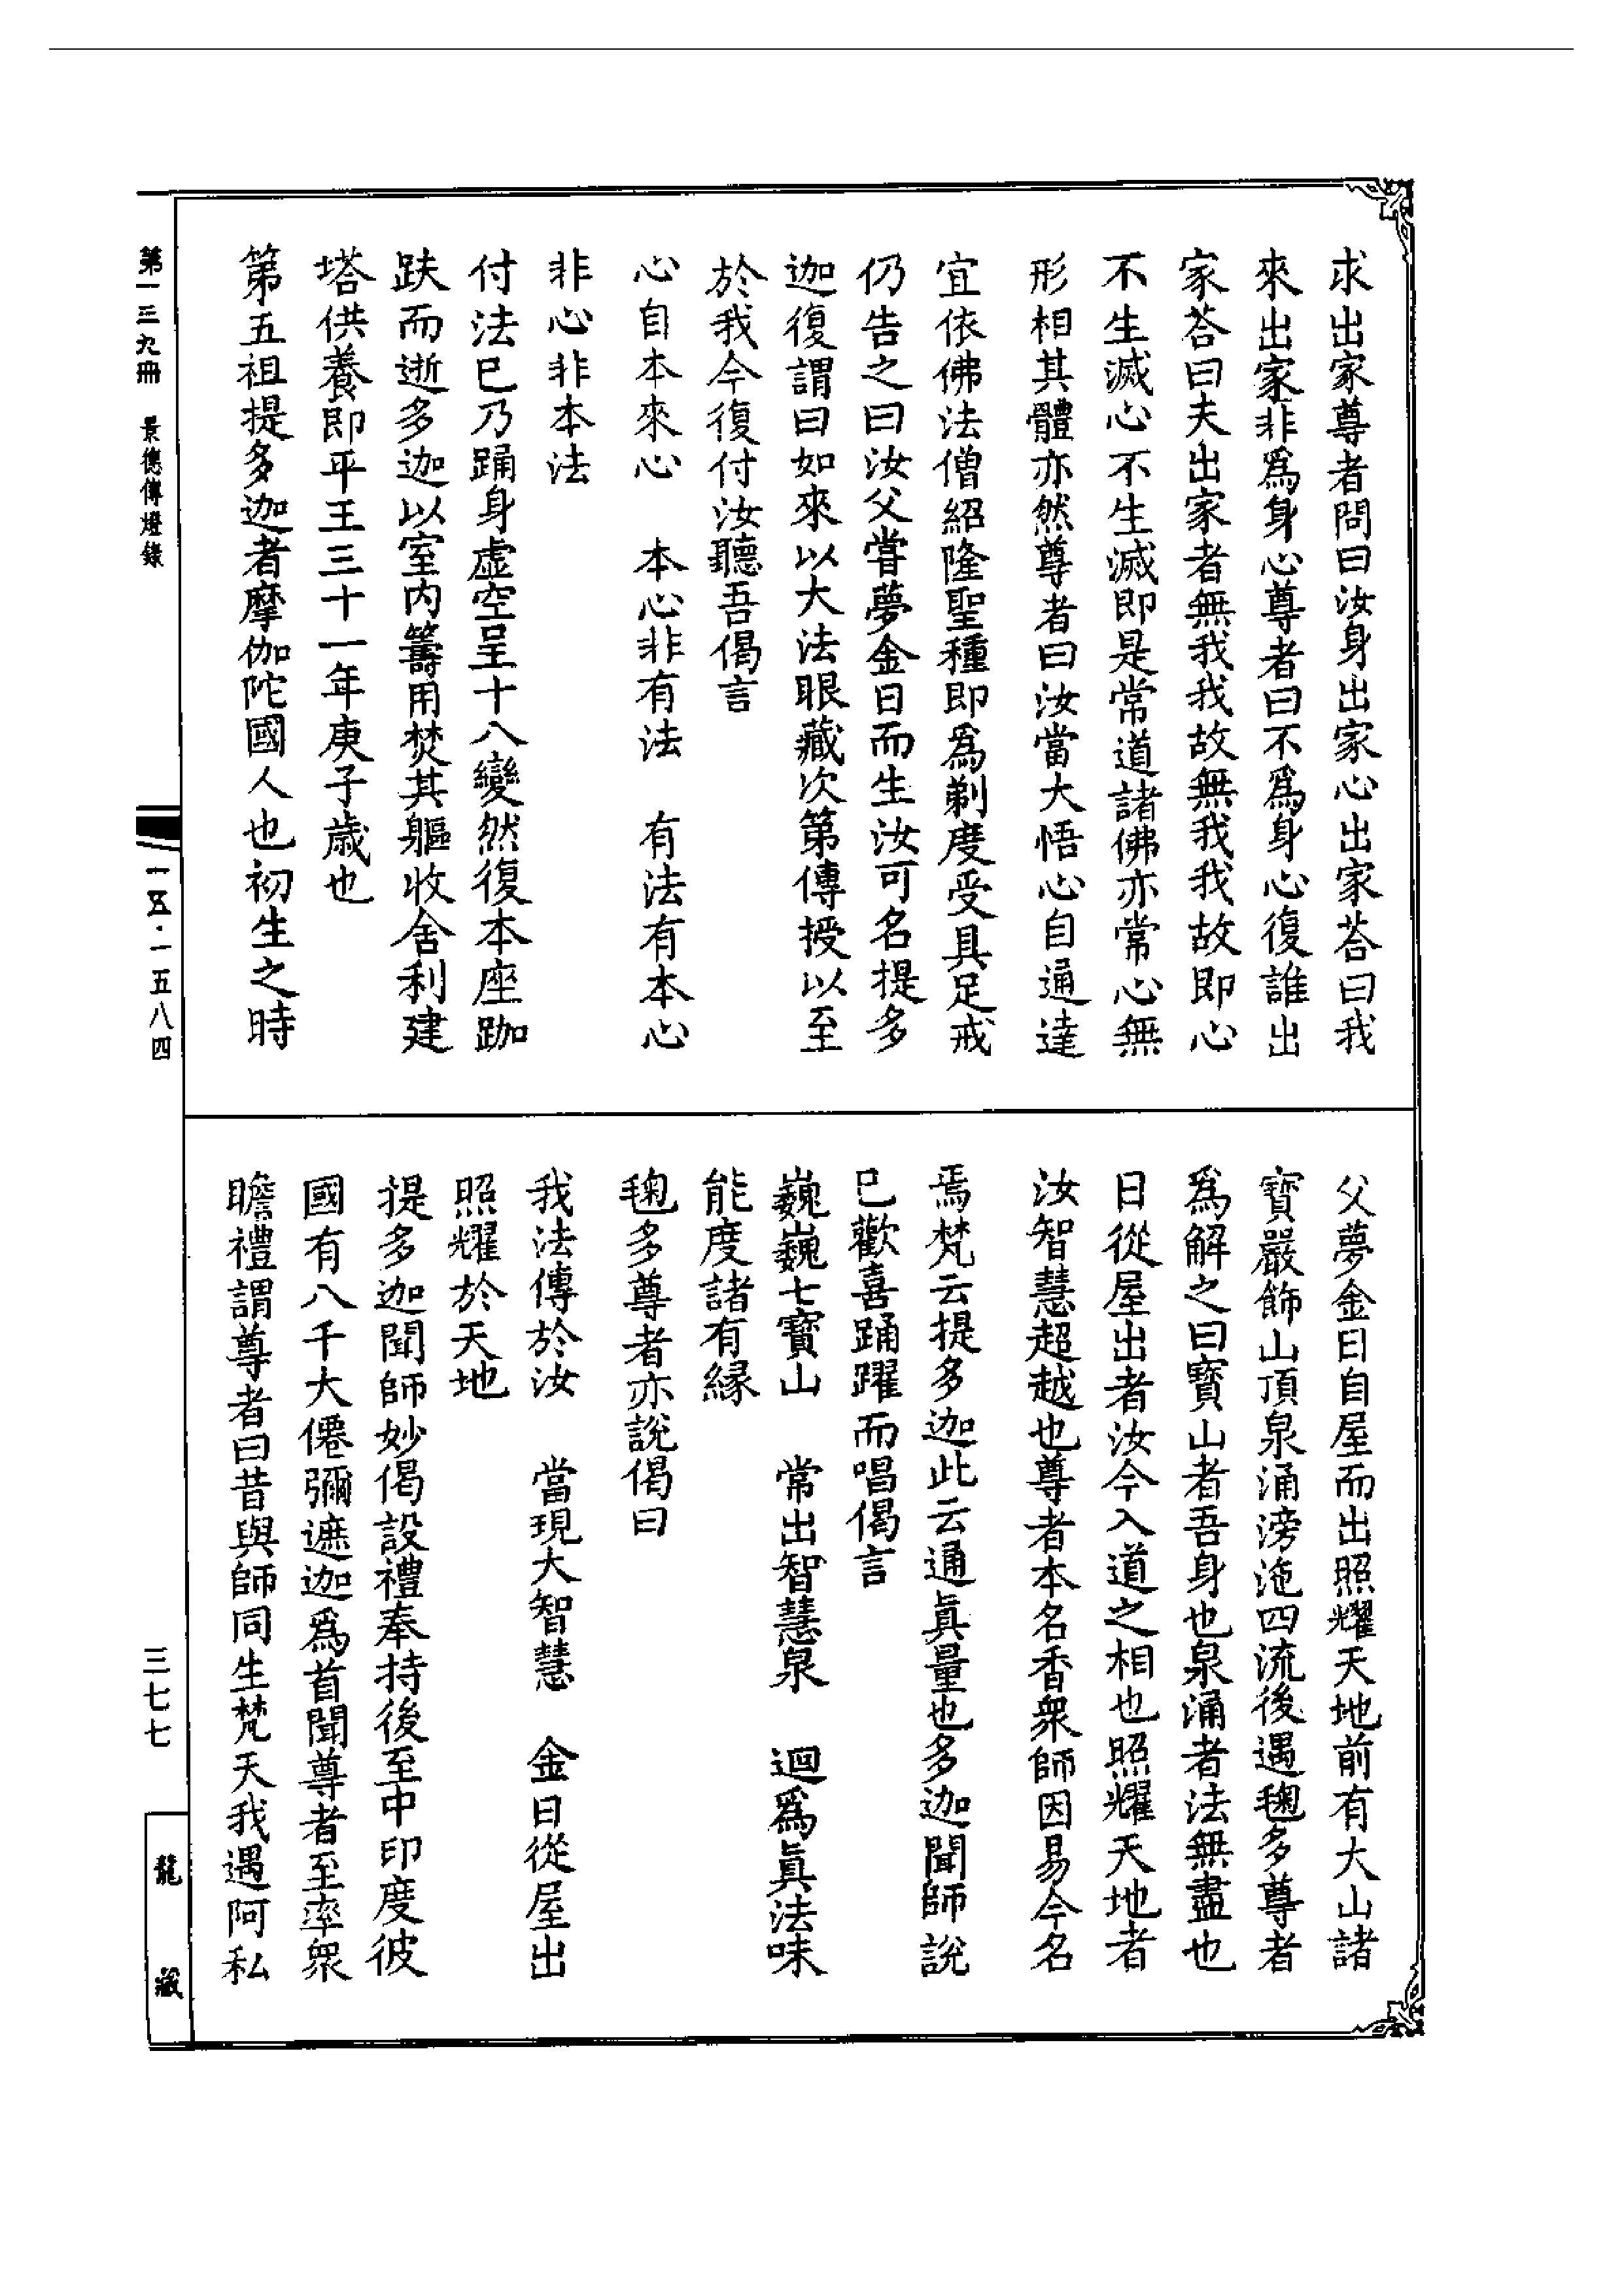 求出家尊者問曰汝身出家心出家荅曰我
來出家非爲身心尊者曰不爲身心復誰出
家荅曰夫出家者無我我故無我我故即心
不生滅心不生滅即是常道諸佛亦常心無
形相其體亦然尊者曰汝當大悟心自通達
宜依佛法僧紹隆聖種即爲剃度受具足戒
仍告之曰汝父甞夢金日而生汝可名提多
迦復謂曰如來以大法眼藏次第傳授以至
於我今復付汝聽吾偈言
心自本來心　本心非有法　有法有本心
非心非本法
付法已乃踊身虛空呈十八變然復本座跏
趺而逝多迦以室內籌用焚其軀收舍利建
塔供養即平王三十一年庚子歲也
第五祖提多迦者摩伽陀國人也初生之時
父夢金日自屋而出照耀天地前有大山諸
寶嚴飾山頂泉涌滂沲四流後遇毱多尊者
爲解之曰寶山者吾身也泉涌者法無盡也
日從屋出者汝今入道之相也照耀天地者
汝智慧超越也尊者本名香衆師因易今名
焉梵云提多迦此云通眞量也多迦聞師說
已歡喜踊躍而唱偈言
巍巍七寶山　常出智慧泉　迴爲眞法味
能度諸有緣
毱多尊者亦說偈曰
我法傳於汝　當現大智慧　金日從屋出
照耀於天地
提多迦聞師妙偈設禮奉持後至中印度彼
國有八千大僊彌遮迦爲首聞尊者至率衆
瞻禮謂尊者曰昔與師同生梵天我遇阿私
第一三九冊　景德傳燈錄
一五·一五八四
三七七
龍藏